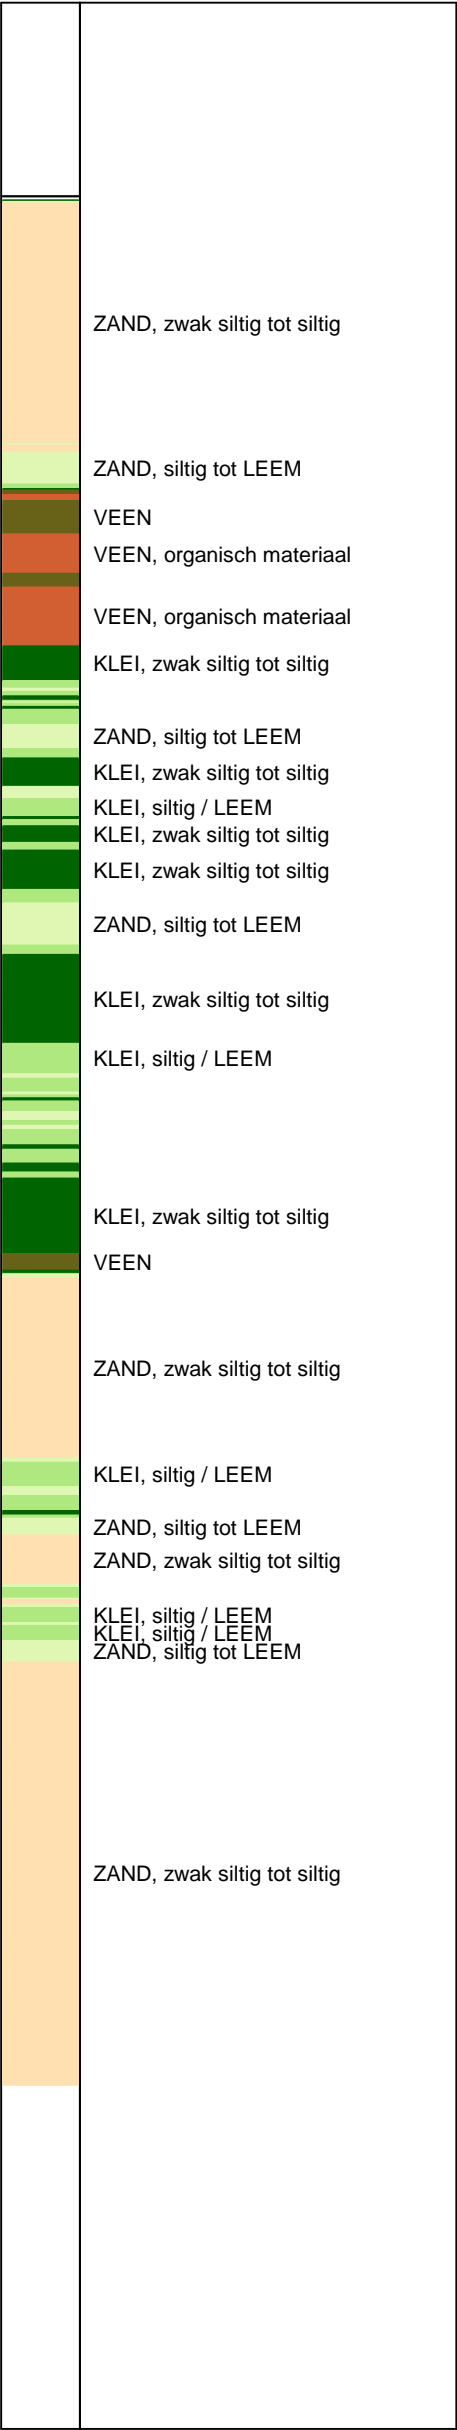 ZAND, zwak siltig tot siltig
ZAND, siltig tot LEEM
VEEN
VEEN, organisch materiaal
VEEN, organisch materiaal
KLEI, zwak siltig tot siltig
ZAND, siltig tot LEEM
KLEI, zwak siltig tot siltig
KLEI, siltig / LEEM
KLEI, zwak siltig tot siltig
KLEI, zwak siltig tot siltig
ZAND, siltig tot LEEM
KLEI, zwak siltig tot siltig
KLEI, siltig / LEEM
KLEI, zwak siltig tot siltig
VEEN
ZAND, zwak siltig tot siltig
KLEI, siltig / LEEM
ZAND, siltig tot LEEM
ZAND, zwak siltig tot siltig
KLEI, siltig / LEEM
KLEI, siltig / LEEM
ZAND, siltig tot LEEM
ZAND, zwak siltig tot siltig